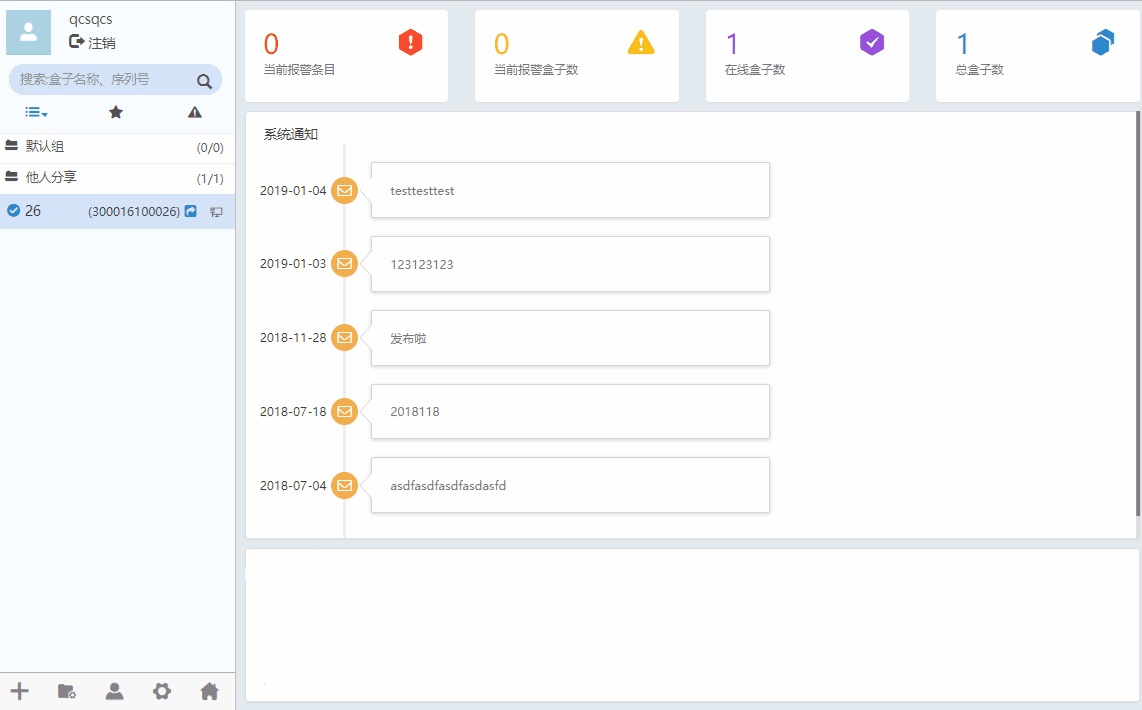 qcsqcs
注销
搜索:盒子名称、序列号
默认组 (0/0)
他人分享 (1/1)
26 (300016100026)
0
当前报警条目
0
当前报警盒子数
1
在线盒子数
1
总盒子数
系统通知
2019-01-04 testtesttest
2019-01-03 123123123
2018-11-28 发布啦
2018-07-18 2018118
2018-07-04 asdfasdfasdfasdasfd